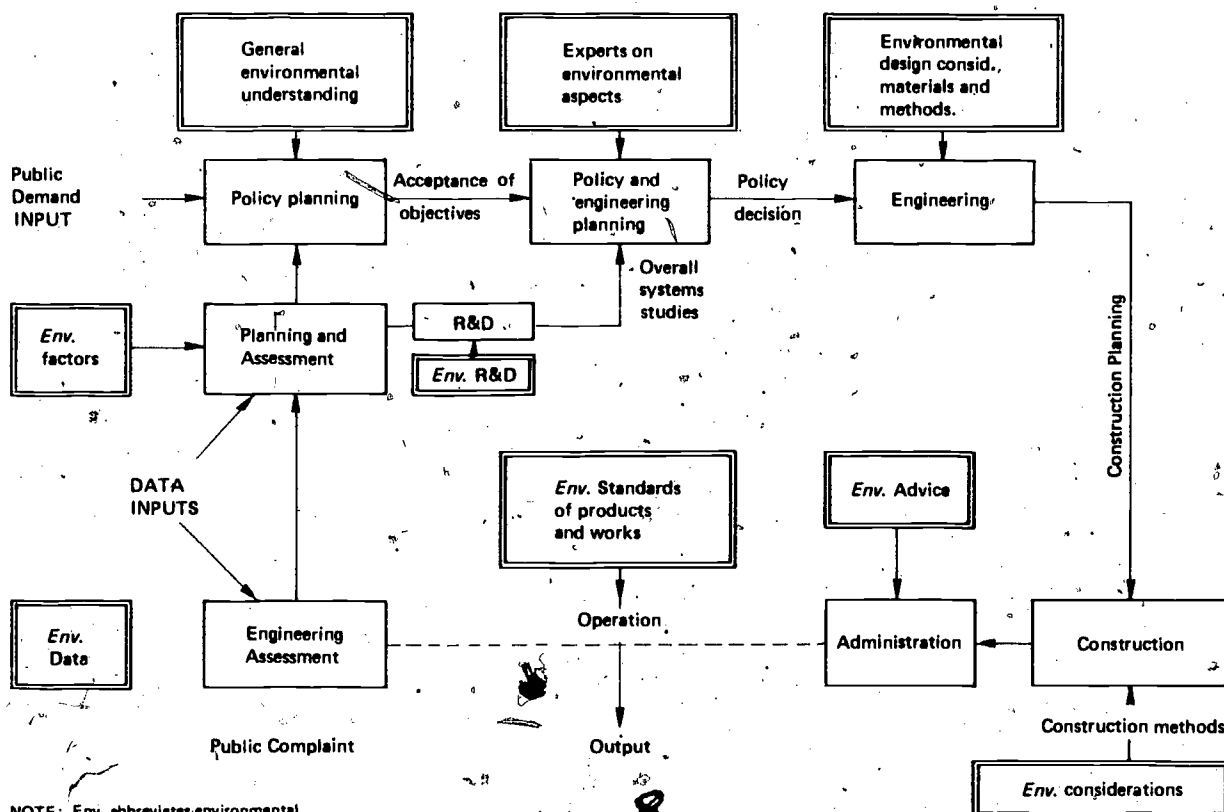 General
environmental
understanding
Experts on
environmental
aspects
Environmental
design consid.,
materials and
methods.
Public
Demand
INPUT
Policy planning
Acceptance of
objectives
Policy and
engineering
planning
Policy
decision
Engineering
Overall
systems
studies
Env.
factors
Planning and
Assessment
R&D
Env. R&D
Construction Planning
DATA
INPUTS
Env. Standards
of products
and works
Env. Advice
Env.
Data
Engineering
Assessment
Operation
Administration
Construction
Public Complaint
Output
Construction methods
Env. considerations
NOTE: Env. abbreviates environmental